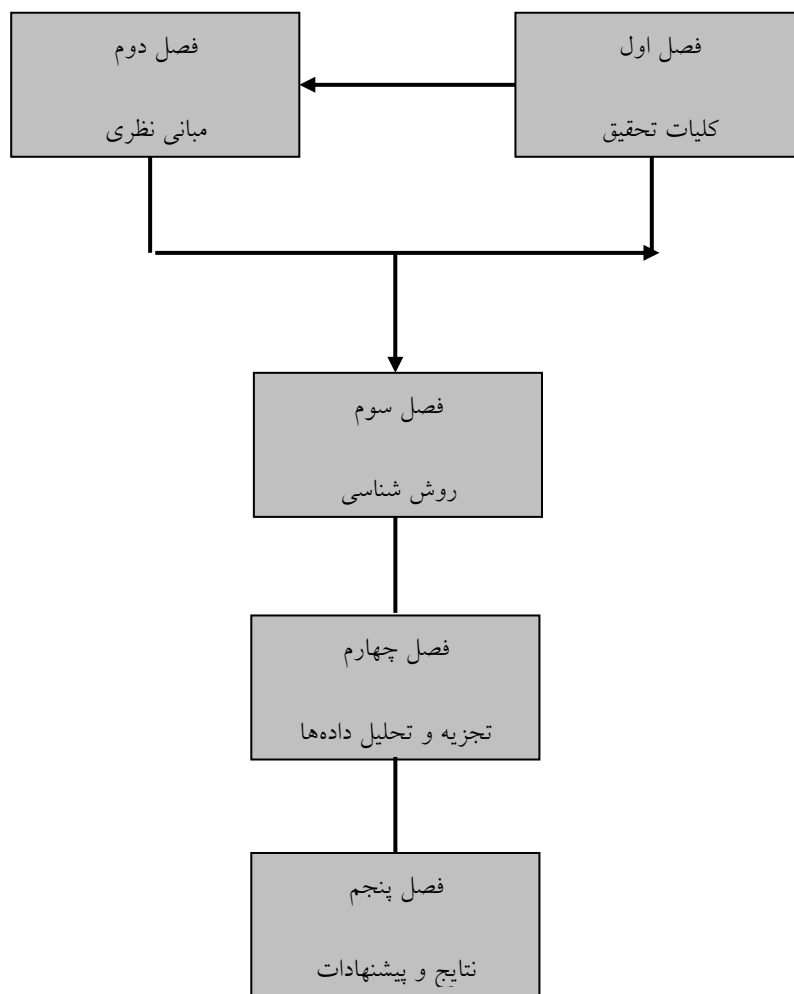 فصل اول
کلیات تحقیق
فصل دوم
مبانی نظری
فصل سوم
روش شناسی
فصل چهارم
تجزیه و تحلیل داده‌ها
فصل پنجم
نتایج و پیشنهادات